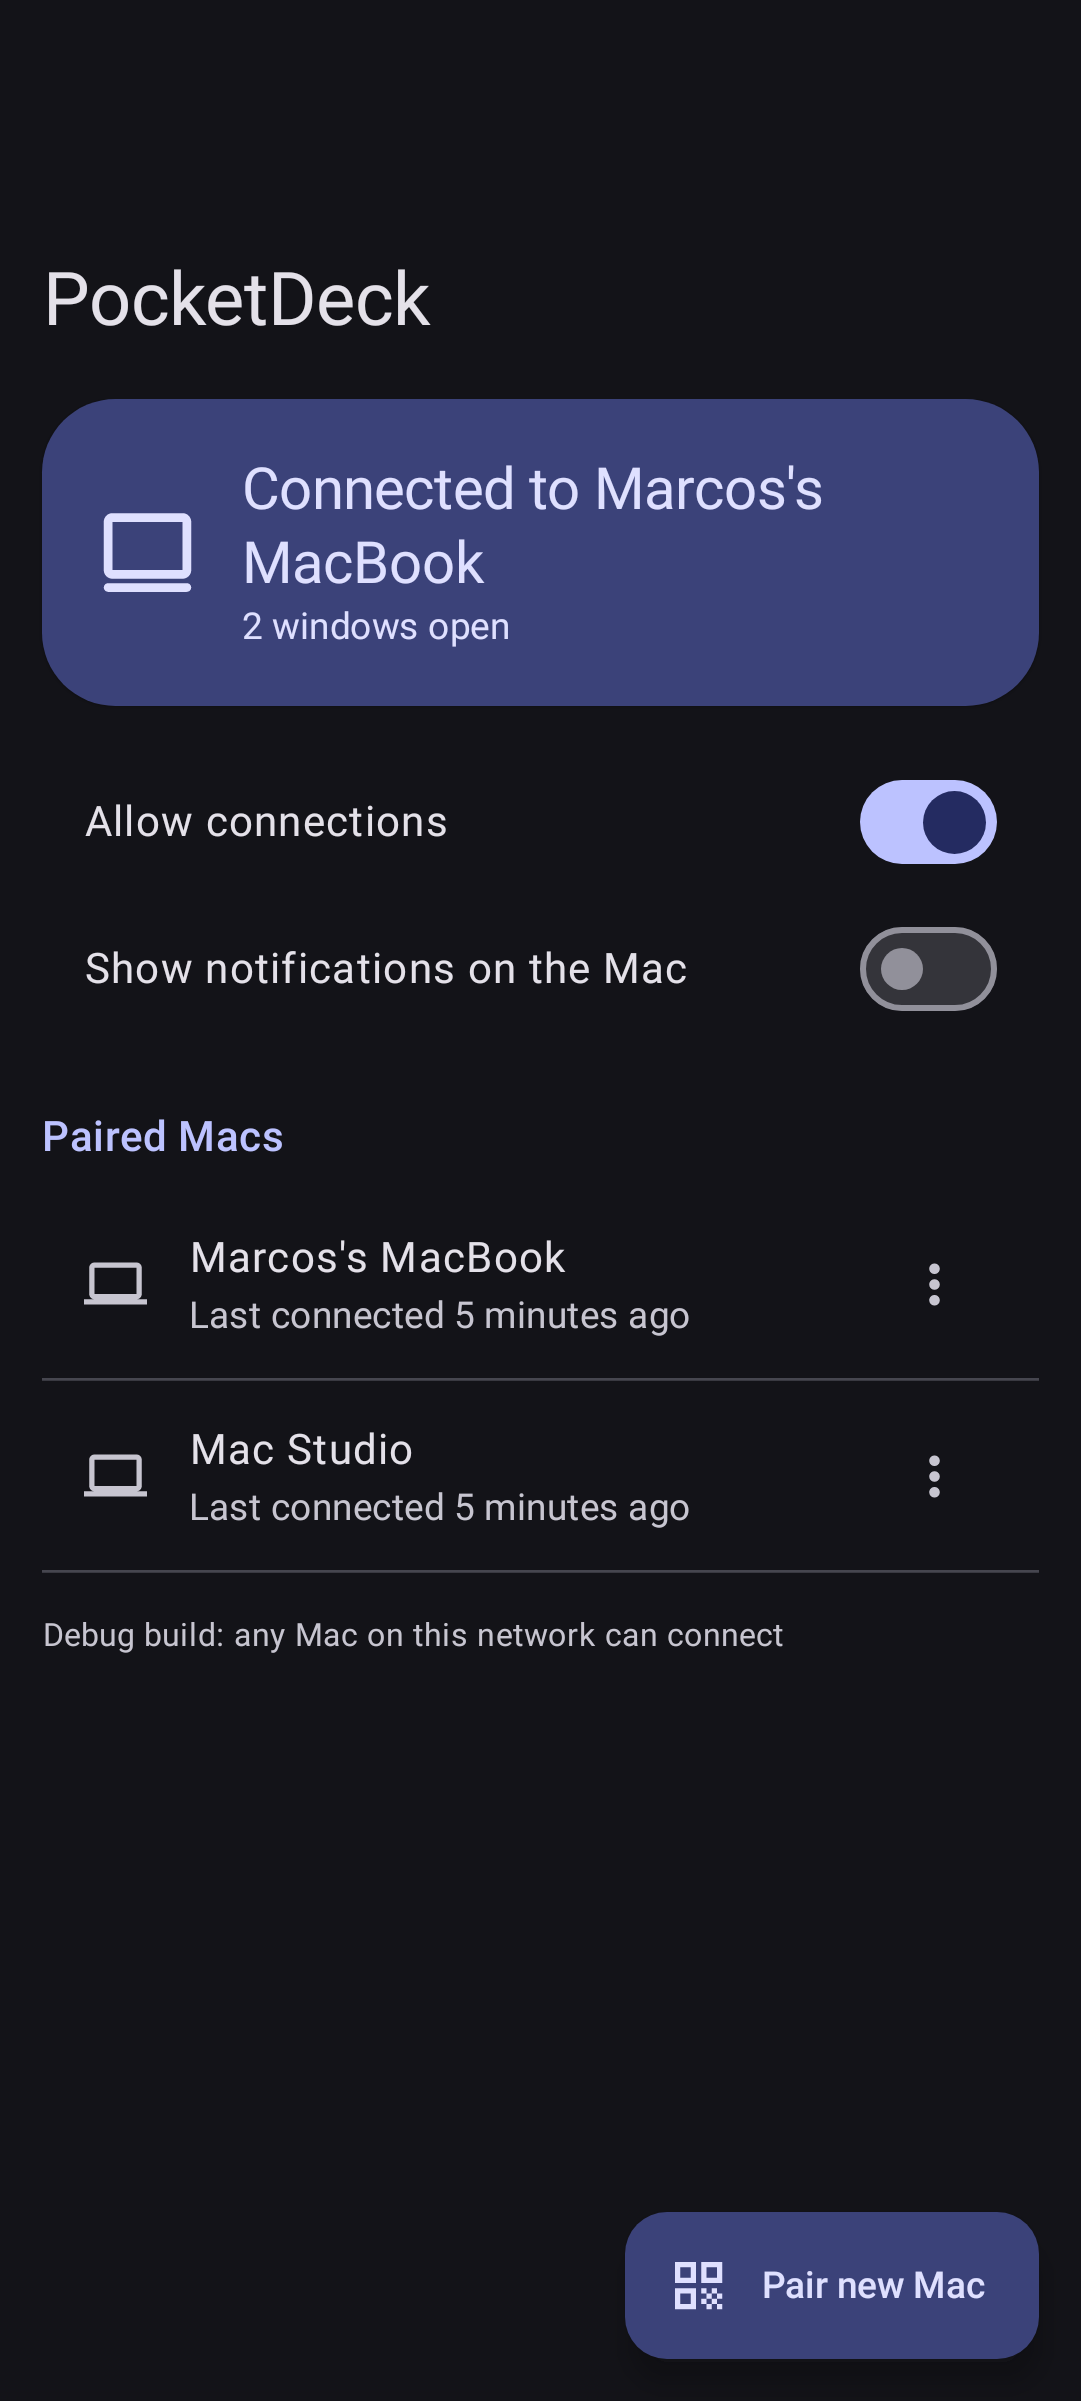 PocketDeck
Connected to Marcos's
MacBook
2 windows open
Allow connections
Show notifications on the Mac
Paired Macs
Marcos's MacBook
Last connected 5 minutes ago
Mac Studio
Last connected 5 minutes ago
Debug build: any Mac on this network can connect
Pair new Mac